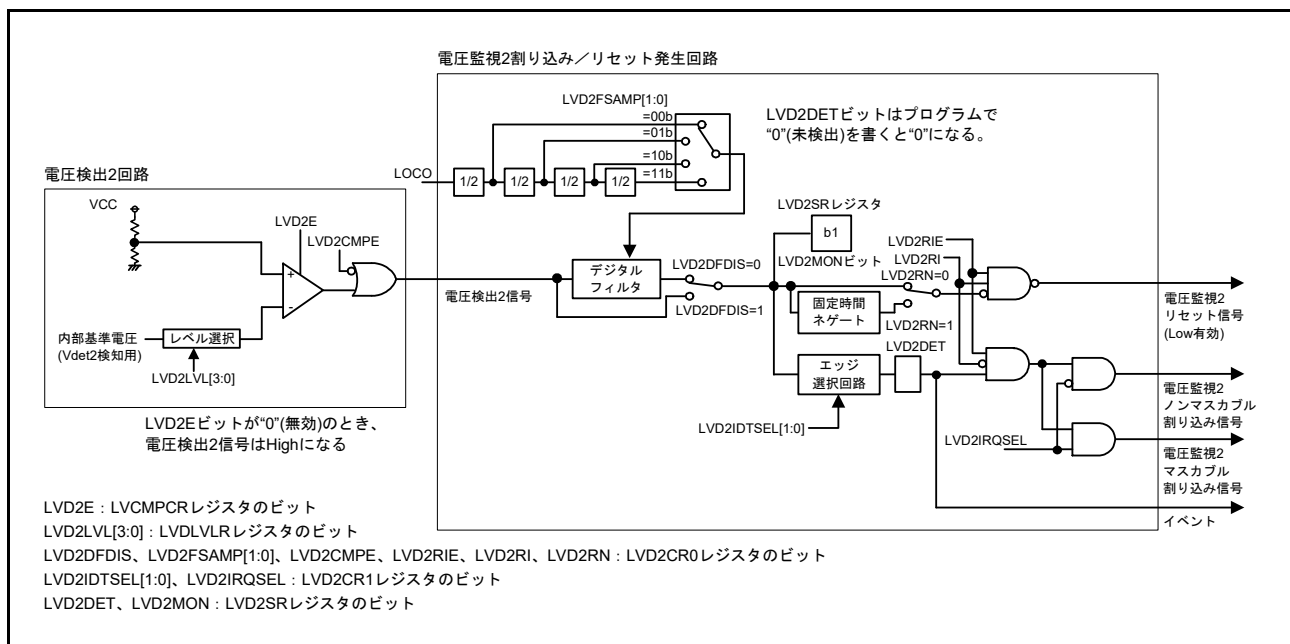 電圧監視2割り込み／リセット発生回路
LVD2FSAMP[1:0]
=00b
=01b
=10b
=11b
LOCO
1/2
1/2
1/2
1/2
LVD2DETビットはプログラムで
“0”(未検出)を書くと“0”になる。
電圧検出2回路
VCC
LVD2E
LVD2CMPE
+
-
内部基準電圧
(Vdet2検知用)
レベル選択
LVD2LVL[3:0]
LVD2Eビットが“0”(無効)のとき、
電圧検出2信号はHighになる
電圧検出2信号
デジタル
フィルタ
LVD2DFDIS=0
LVD2DFDIS=1
LVD2SRレジスタ
b1
LVD2MONビット
LVD2RIE
LVD2RI
LVD2RN=0
固定時間
ネゲート
LVD2RN=1
LVD2DET
エッジ
選択回路
LVD2IDTSEL[1:0]
LVD2IRQSEL
電圧監視2
リセット信号
(Low有効)
電圧監視2
ノンマスカブル
割り込み信号
電圧監視2
マスカブル
割り込み信号
イベント
LVD2E：LVCMPCRレジスタのビット
LVD2LVL[3:0]：LVDLVLRレジスタのビット
LVD2DFDIS、LVD2FSAMP[1:0]、LVD2CMPE、LVD2RIE、LVD2RI、LVD2RN：LVD2CR0レジスタのビット
LVD2IDTSEL[1:0]、LVD2IRQSEL：LVD2CR1レジスタのビット
LVD2DET、LVD2MON：LVD2SRレジスタのビット